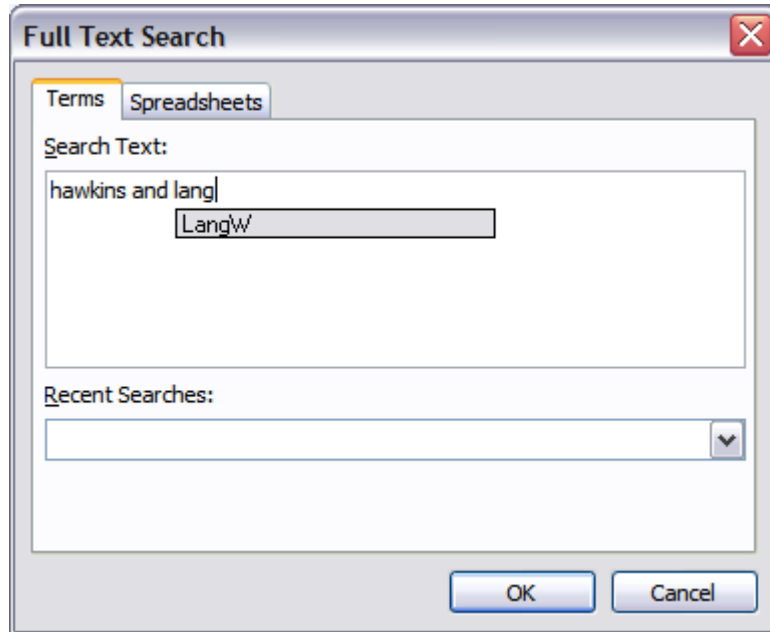 Full Text Search
Terms Spreadsheets
Search Text:
hawkins and lang
LangW
Recent Searches:
OK Cancel